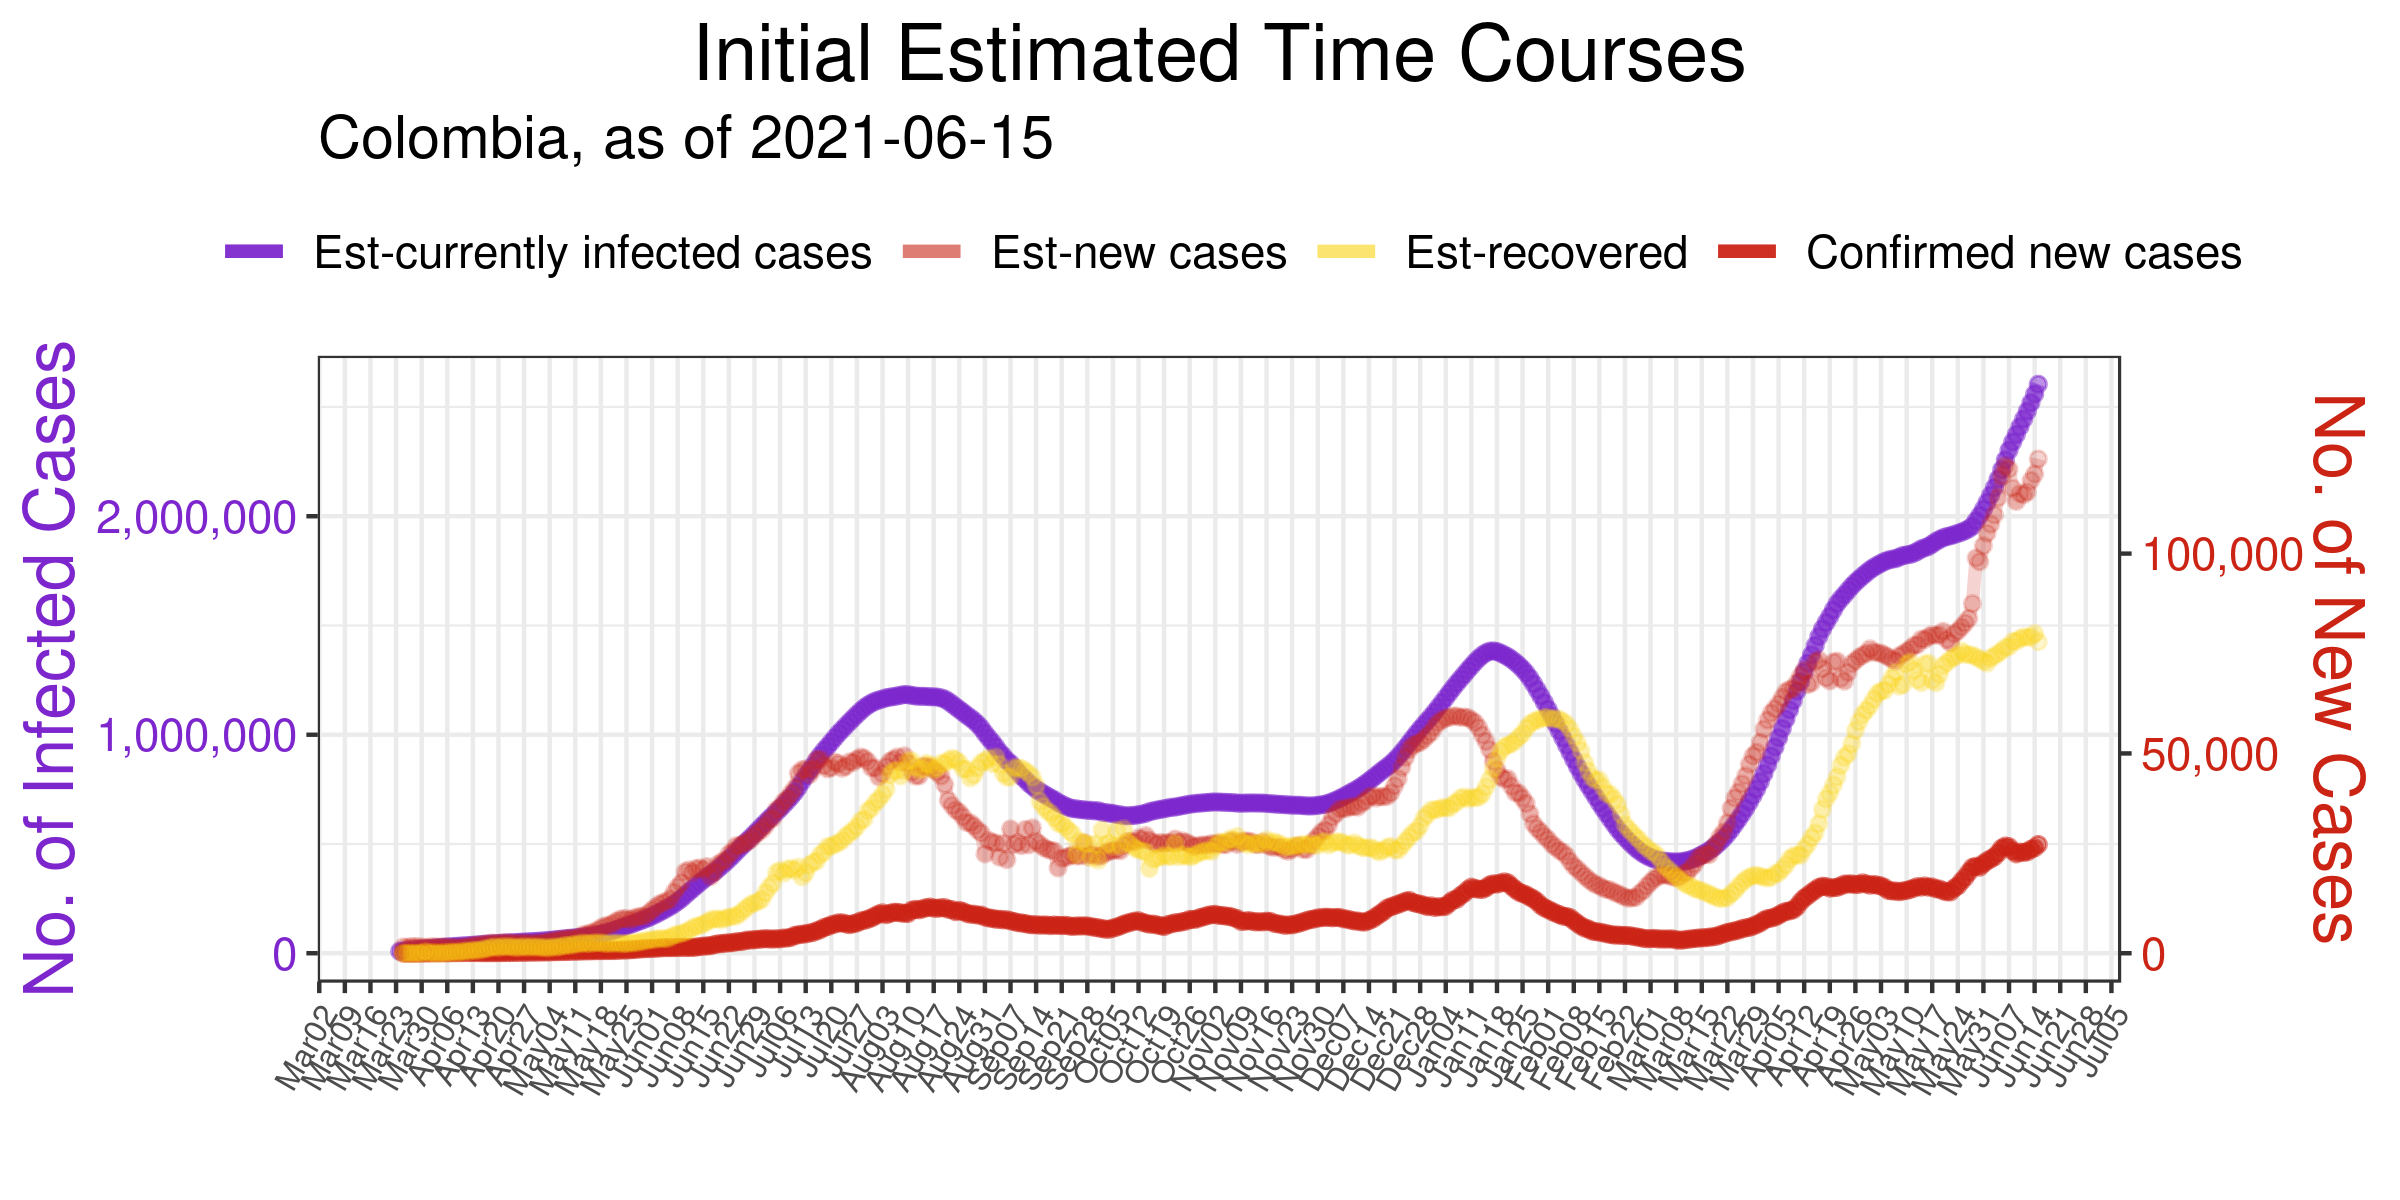 Initial Estimated Time Courses
Colombia, as of 2021-06-15
Est-currently infected cases
Est-new cases
Est-recovered
Confirmed new cases
No. of Infected Cases
2,000,000
1,000,000
0
100,000
50,000
0
No. of New Cases
Mar02
Mar09
Mar16
Mar23
Mar30
Apr06
Apr13
Apr20
Apr27
May04
May11
May18
May25
Jun01
Jun08
Jun15
Jun22
Jun29
Jul06
Jul13
Jul20
Jul27
Aug03
Aug10
Aug17
Aug24
Aug31
Sep07
Sep14
Sep21
Sep28
Oct05
Oct12
Oct19
Oct26
Nov02
Nov09
Nov16
Nov23
Nov30
Dec07
Dec14
Dec21
Dec28
Jan04
Jan11
Jan18
Jan25
Feb01
Feb08
Feb15
Feb22
Mar01
Mar08
Mar15
Mar22
Mar29
Apr05
Apr12
Apr19
Apr26
May03
May10
May17
May24
May31
Jun07
Jun14
Jun21
Jun28
Jul05